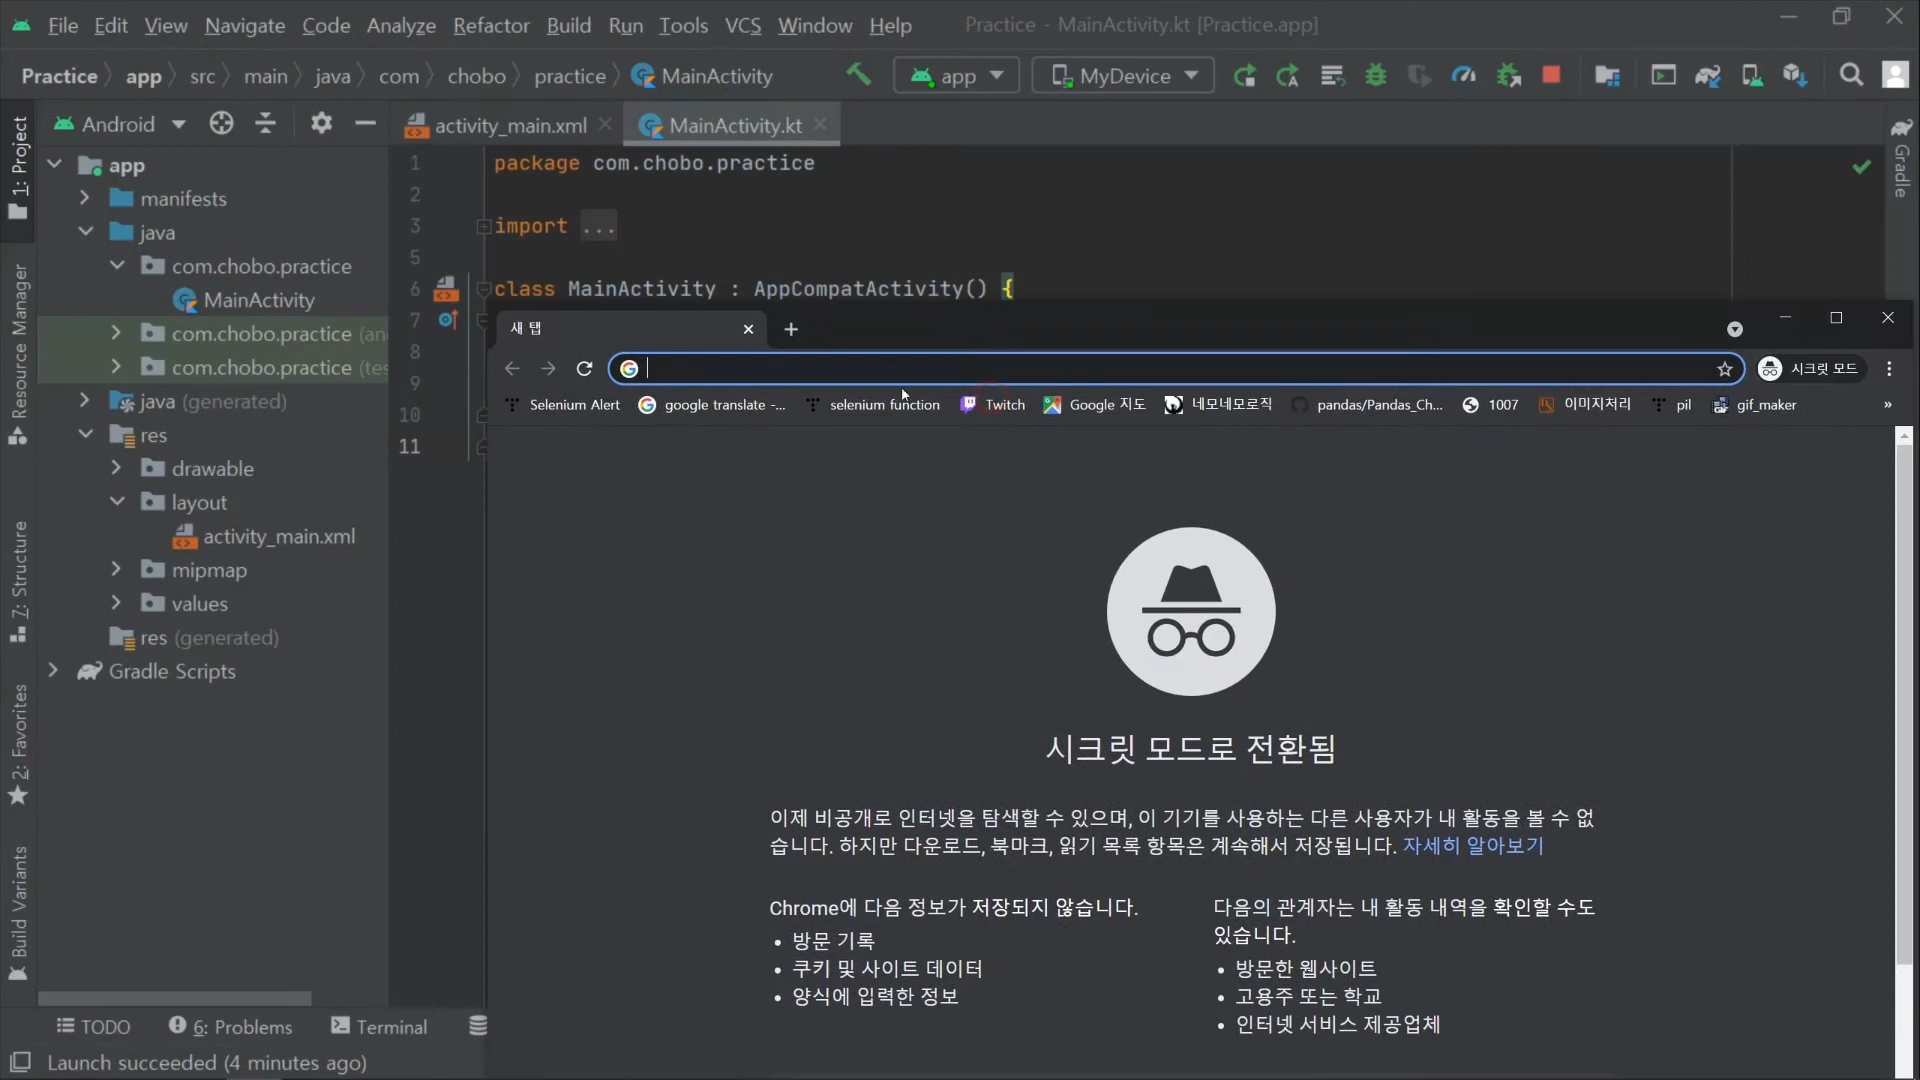 File Edit View Navigate Code Analyze Refactor Build Run Tools VCS Window Help Practice - MainActivity.kt [Practice.app]
Practice app src main java com chobo practice MainActivity app MyDevice
Android activity_main.xml MainActivity.kt
1: Project
Resource Manager
7: Structure
2: Favorites
Build Variants
Gradle
app
manifests
java
com.chobo.practice
MainActivity
com.chobo.practice (an
com.chobo.practice (tes
java (generated)
res
drawable
layout
activity_main.xml
mipmap
values
res (generated)
Gradle Scripts
1 package com.chobo.practice
2
3 import ...
5
6 class MainActivity : AppCompatActivity() {
7
8
9
10
11
새 탭
시크릿 모드
Selenium Alert google translate -... selenium function Twitch Google 지도 네모네모로직 pandas/Pandas_Ch... 1007 이미지처리 pil gif_maker »
시크릿 모드로 전환됨
이제 비공개로 인터넷을 탐색할 수 있으며, 이 기기를 사용하는 다른 사용자가 내 활동을 볼 수 없
습니다. 하지만 다운로드, 북마크, 읽기 목록 항목은 계속해서 저장됩니다. 자세히 알아보기
Chrome에 다음 정보가 저장되지 않습니다.
• 방문 기록
• 쿠키 및 사이트 데이터
• 양식에 입력한 정보
다음의 관계자는 내 활동 내역을 확인할 수도
있습니다.
• 방문한 웹사이트
• 고용주 또는 학교
• 인터넷 서비스 제공업체
TODO 6: Problems Terminal
Launch succeeded (4 minutes ago)